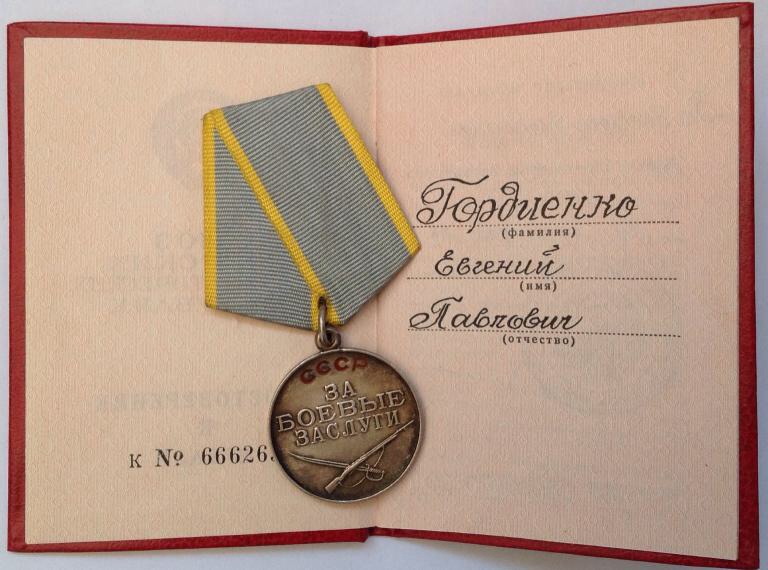 к № 66626
Гордиенко
(фамилия)
Евгений
(имя)
Павлович
(отчество)
СССР
ЗА
БОЕВЫЕ
ЗАСЛУГИ